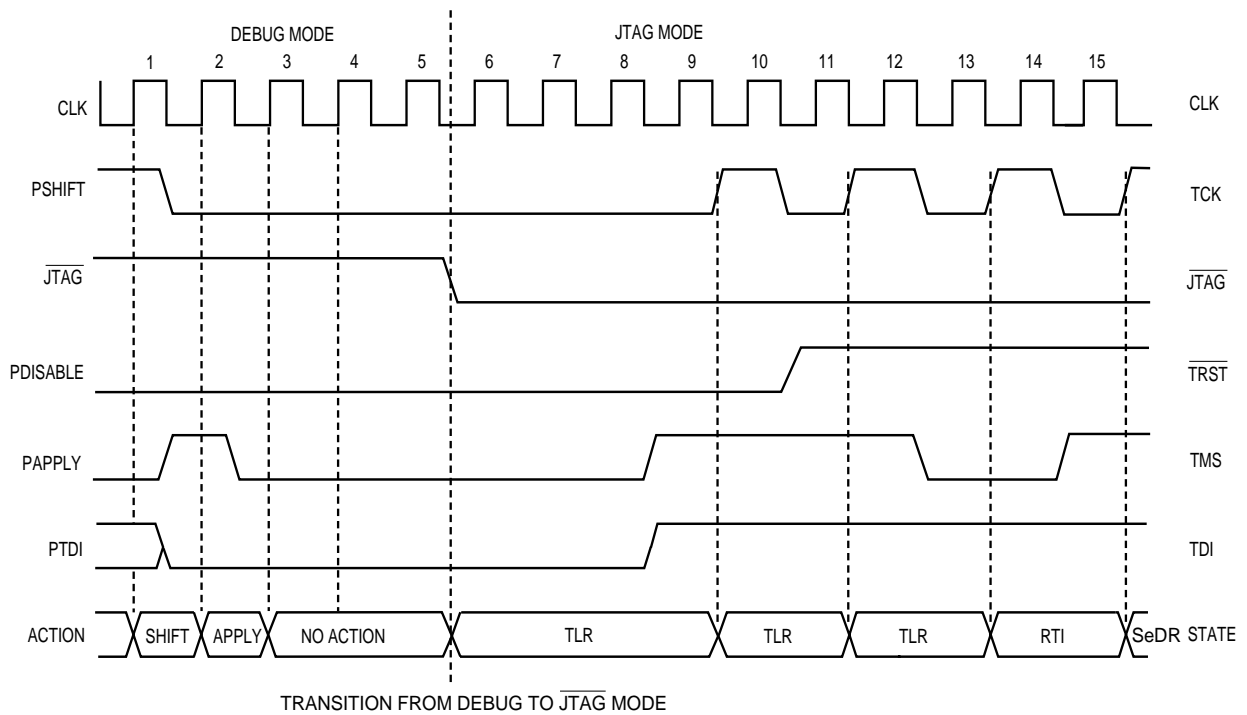 DEBUG MODE JTAG MODE
1 2 3 4 5 6 7 8 9 10 11 12 13 14 15
CLK CLK
PSHIFT TCK
JTAG JTAG
PDISABLE TRST
PAPPLY TMS
PTDI TDI
ACTION SHIFT APPLY NO ACTION TLR TLR TLR RTI SeDR STATE
TRANSITION FROM DEBUG TO JTAG MODE